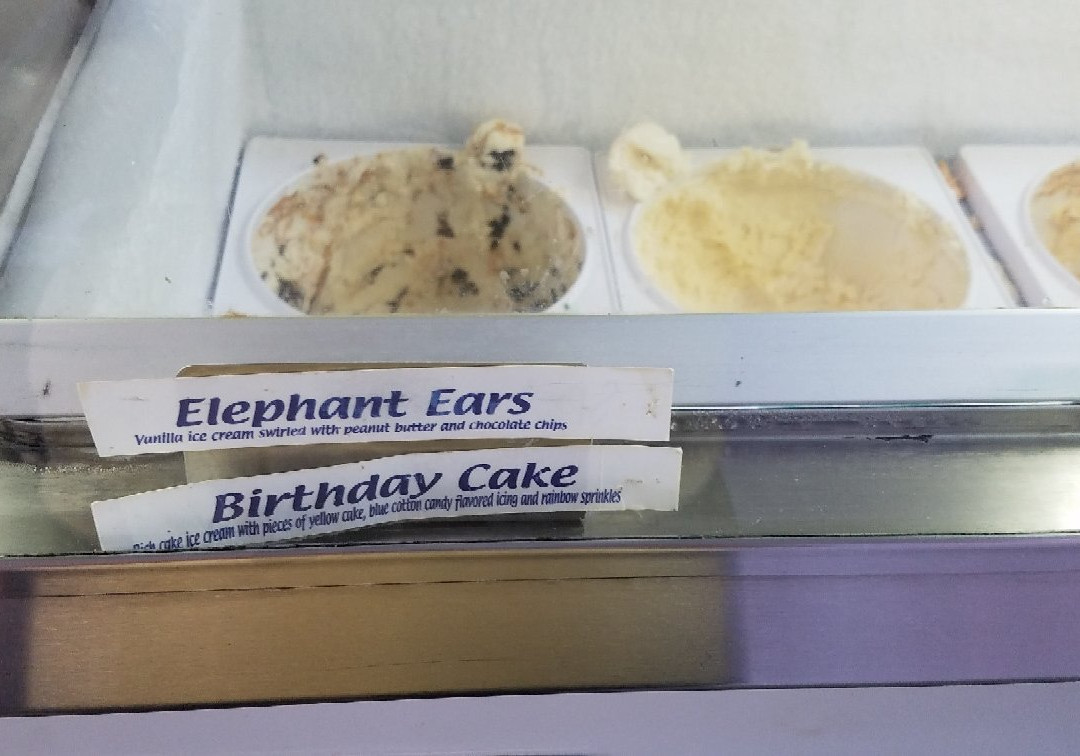 Elephant Ears
Vanilla ice cream swirled with peanut butter and chocolate chips
Birthday Cake
Rich cake ice cream with pieces of yellow cake, blue cotton candy flavored icing and rainbow sprinkles